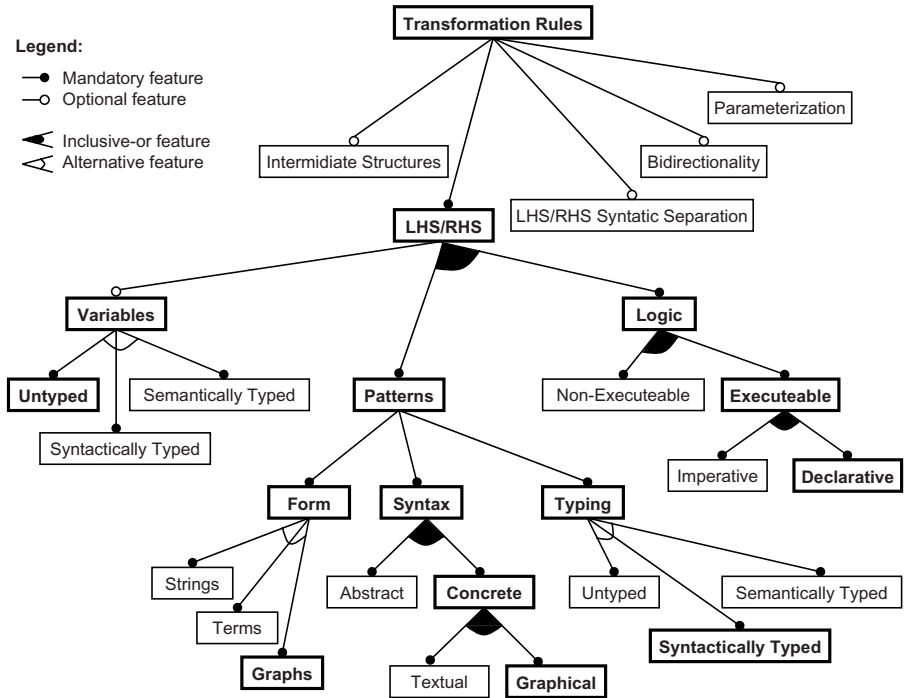 Transformation Rules
Legend:
Mandatory feature
Optional feature
Inclusive-or feature
Alternative feature
Parameterization
Intermidiate Structures
Bidirectionality
LHS/RHS Syntatic Separation
LHS/RHS
Variables
Logic
Untyped
Semantically Typed
Syntactically Typed
Patterns
Non-Executeable
Executeable
Imperative
Declarative
Form
Syntax
Typing
Strings
Terms
Graphs
Abstract
Concrete
Textual
Graphical
Untyped
Semantically Typed
Syntactically Typed